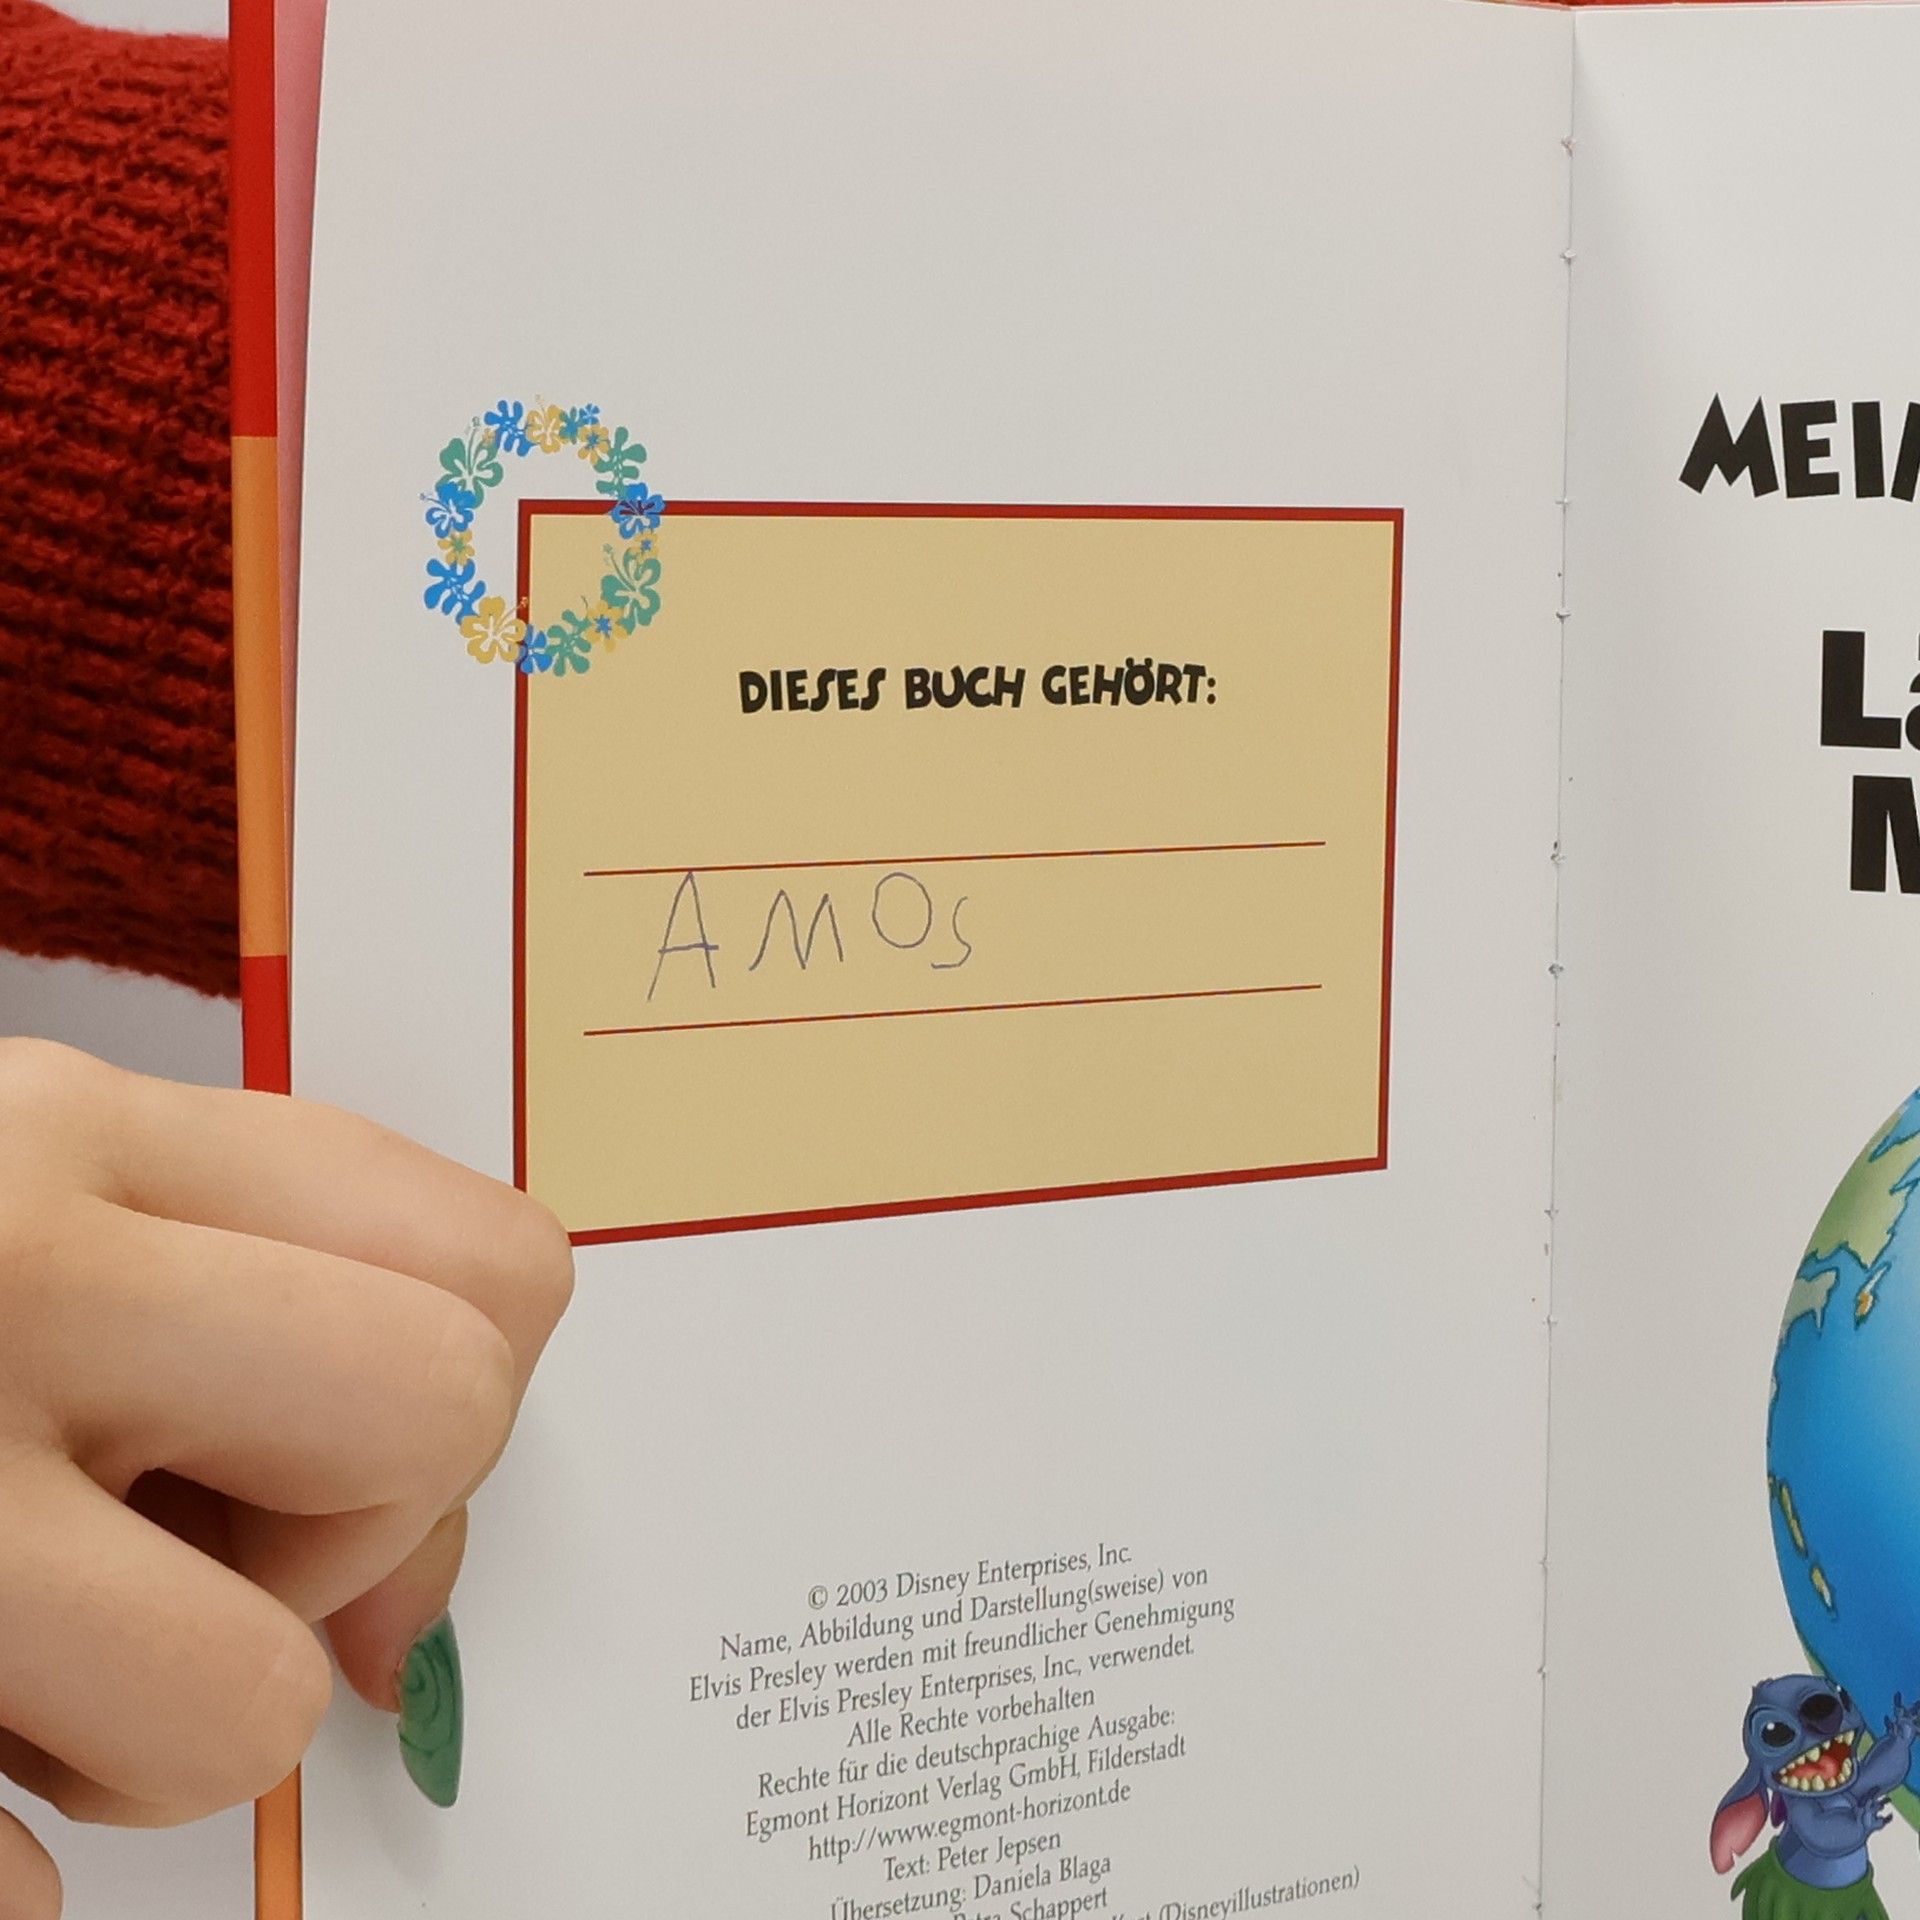 DIESES BUCH GEHÖRT:
AMOS
© 2003 Disney Enterprises, Inc.
Name, Abbildung und Darstellung(sweise) von
Elvis Presley werden mit freundlicher Genehmigung
der Elvis Presley Enterprises, Inc, verwendet.
Alle Rechte vorbehalten
Rechte für die deutschprachige Ausgabe:
Egmont Horizont Verlag GmbH, Filderstadt
http://www.egmont-horizont.de
Text: Peter Jepsen
Übersetzung: Daniela Blaga
Schappert
(Disneyillustrationen)